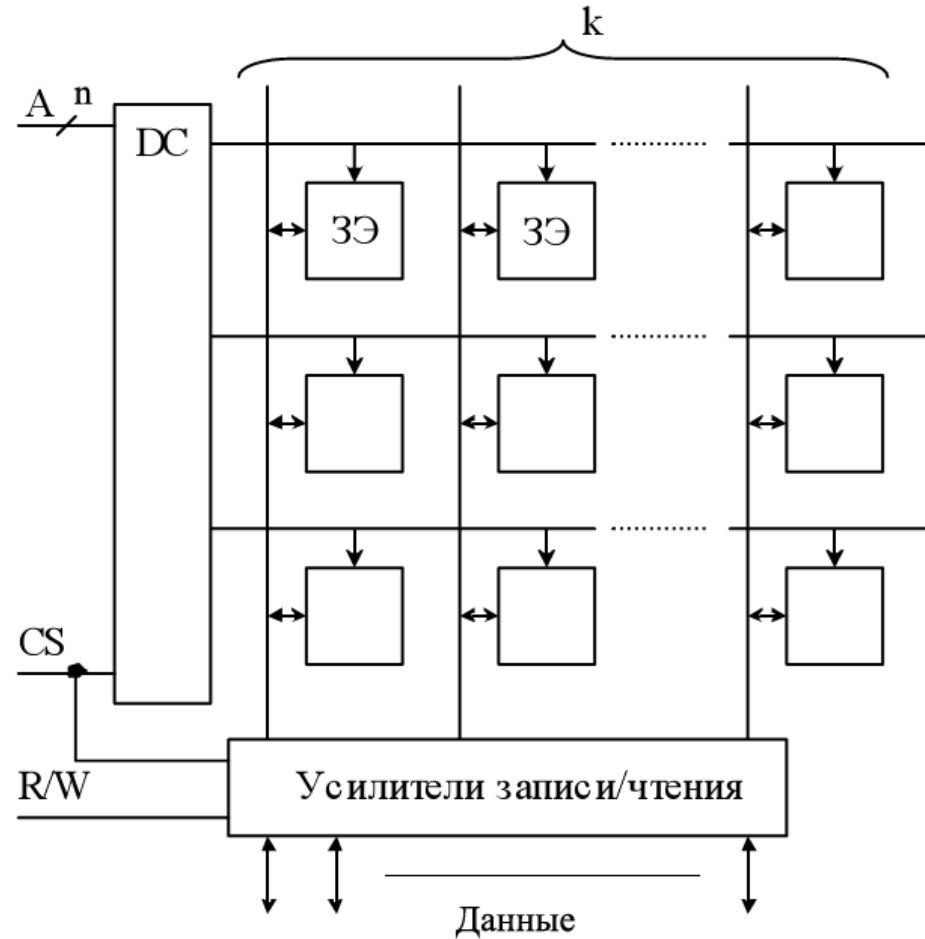 k
A n
DC
ЗЭ ЗЭ
CS
R/W
Усилители записи/чтения
Данные